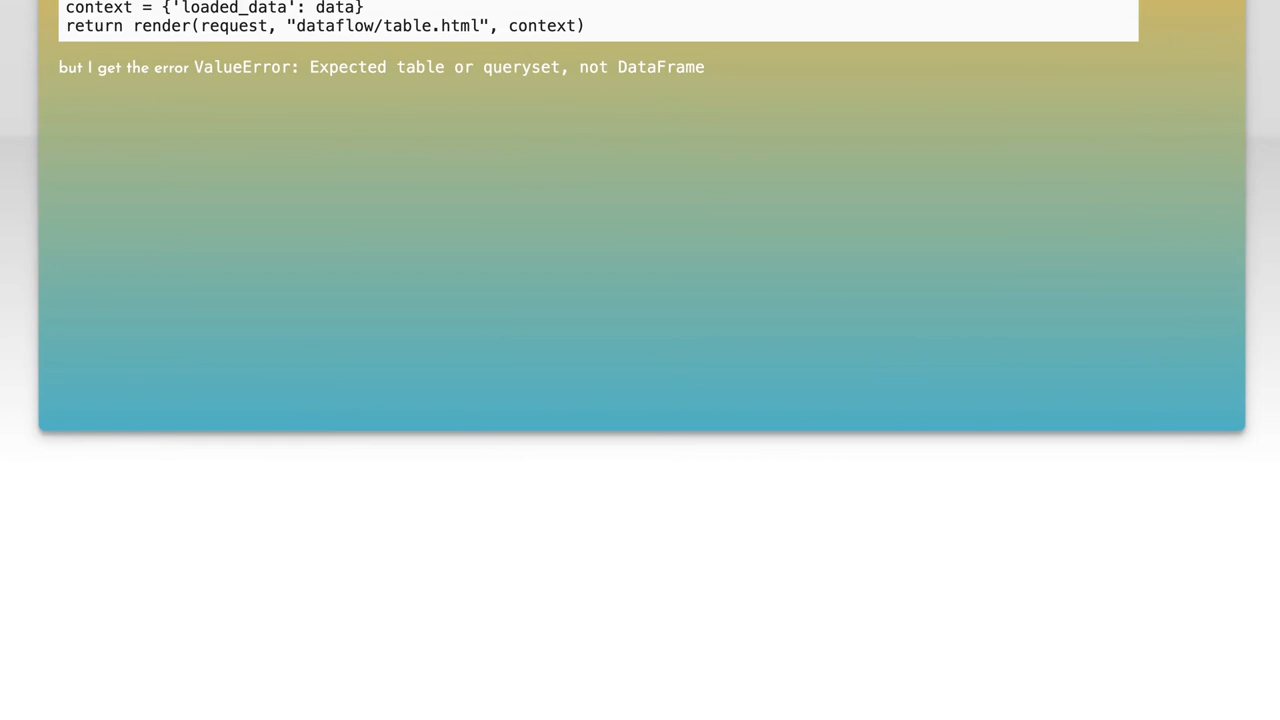 context = {'loaded_data': data}
return render(request, "dataflow/table.html", context)
but I get the error ValueError: Expected table or queryset, not DataFrame